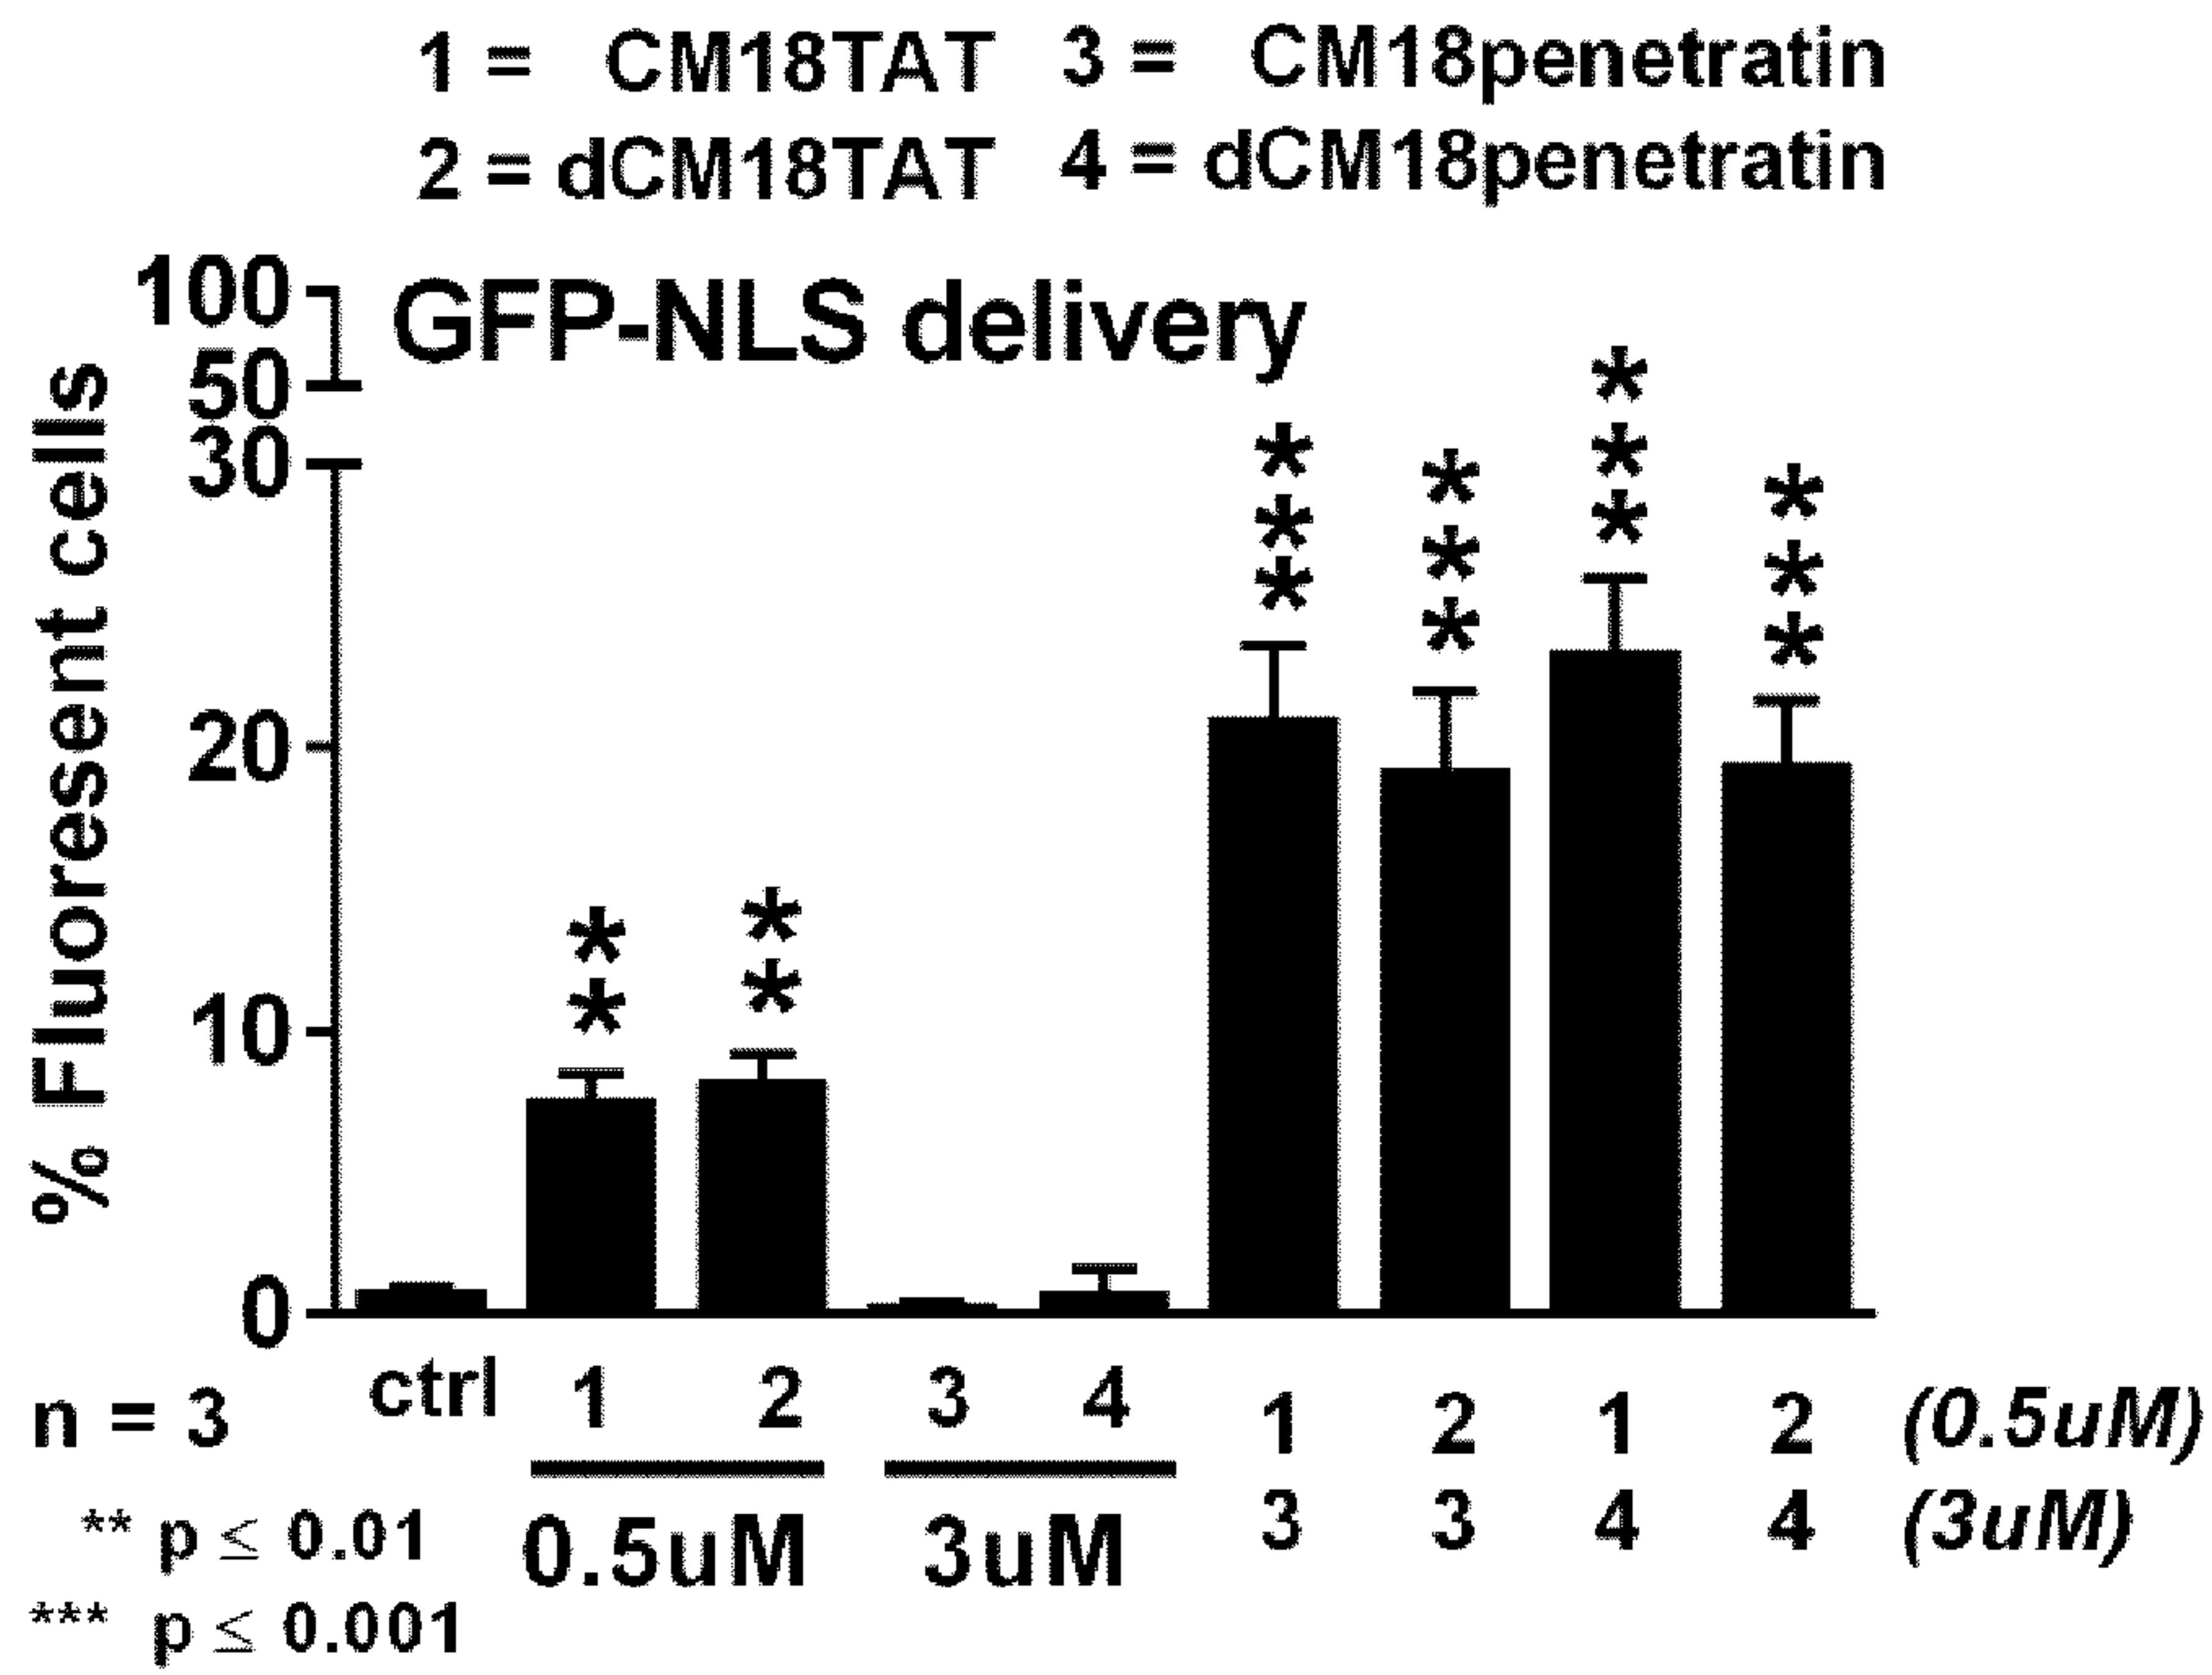 1 = CM18TAT 3 = CM18penetratin
2 = dCM18TAT 4 = dCM18penetratin
GFP-NLS delivery
% Fluoresent cells
100
50
30
20
10
0
* * * * * * * * * * * * * * * *
ctrl 1 2 3 4 1 2 1 2 (0.5uM)
3 3 4 4 (3uM)
0.5uM 3uM
n = 3
** p ≤ 0.01
*** p ≤ 0.001